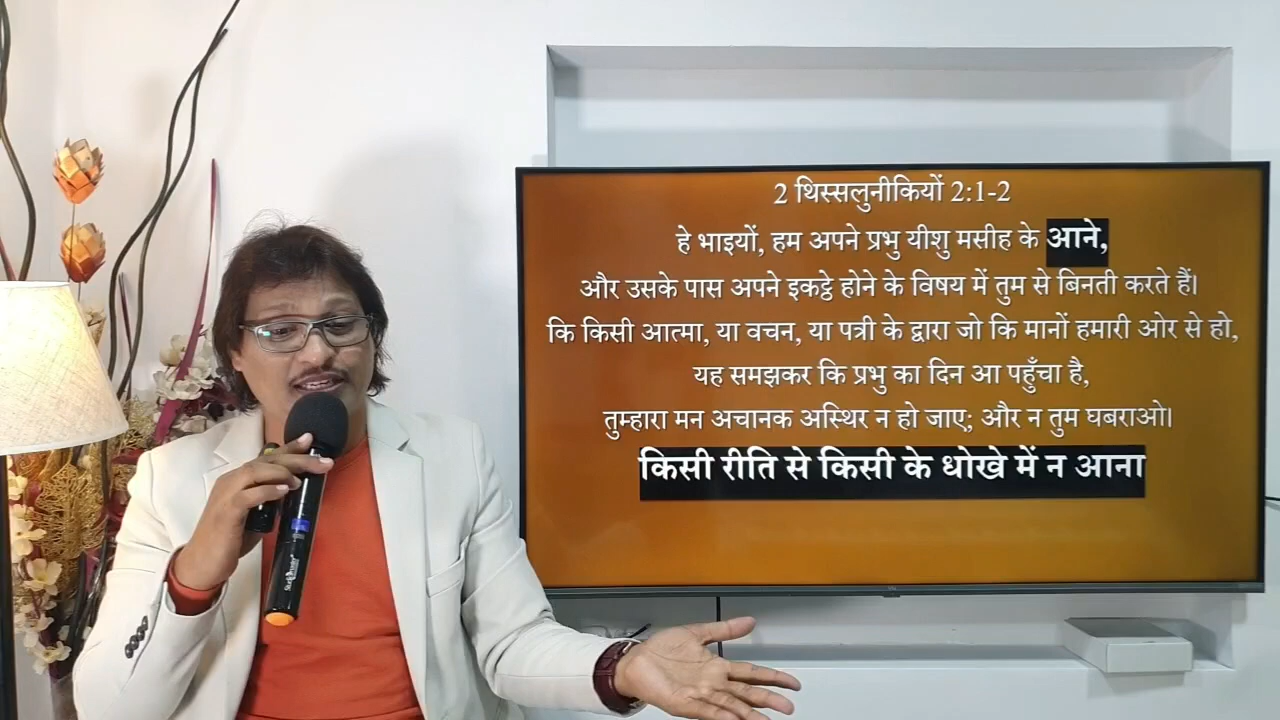 2 थिस्सलुनीकियों 2:1-2
हे भाइयों, हम अपने प्रभु यीशु मसीह के आने,
और उसके पास अपने इकट्ठे होने के विषय में तुम से बिनती करते हैं।
कि किसी आत्मा, या वचन, या पत्री के द्वारा जो कि मानों हमारी ओर से हो,
यह समझकर कि प्रभु का दिन आ पहुँचा है,
तुम्हारा मन अचानक अस्थिर न हो जाए; और न तुम घबराओ।
किसी रीति से किसी के धोखे में न आना